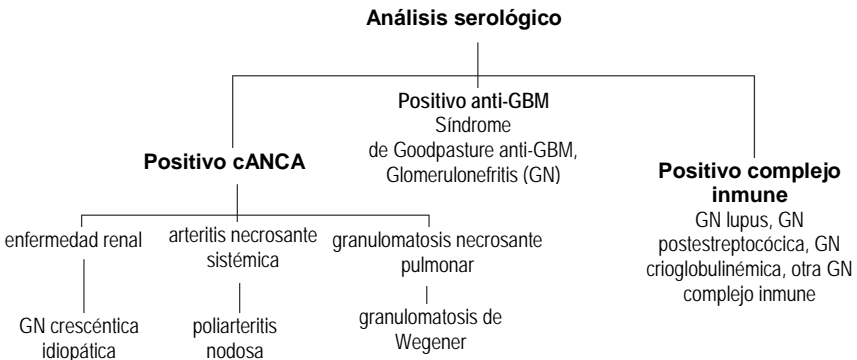 Análisis serológico
Positivo anti-GBM
Síndrome
de Goodpasture anti-GBM,
Glomerulonefritis (GN)
Positivo cANCA
Positivo complejo
inmune
GN lupus, GN
postestreptocócica, GN
crioglobulinémica, otra GN
complejo inmune
enfermedad renal
arteritis necrosante
sistémica
granulomatosis necrosante
pulmonar
GN crescéntica
idiopática
poliarteritis
nodosa
granulomatosis de
Wegener